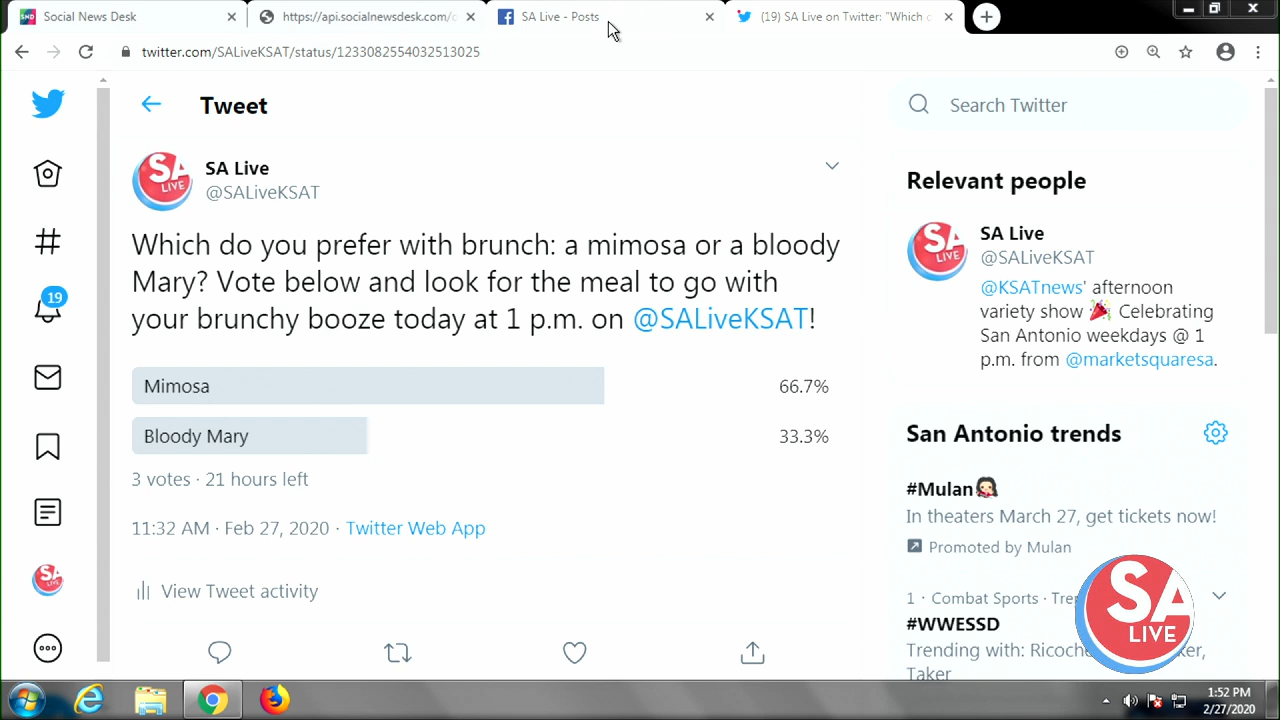 Social News Desk
https://api.socialnewsdesk.com/
SA Live - Posts
(19) SA Live on Twitter: "Which
twitter.com/SALiveKSAT/status/1233082554032513025
Tweet
Search Twitter
SA LIVE
SA Live
@SALiveKSAT
Which do you prefer with brunch: a mimosa or a bloody
Mary? Vote below and look for the meal to go with
your brunchy booze today at 1 p.m. on @SALiveKSAT!
Mimosa 66.7%
Bloody Mary 33.3%
3 votes · 21 hours left
11:32 AM · Feb 27, 2020 · Twitter Web App
View Tweet activity
19
Relevant people
SA LIVE
SA Live
@SALiveKSAT
@KSATnews' afternoon
variety show 🎉 Celebrating
San Antonio weekdays @ 1
p.m. from @marketsquaresa.
San Antonio trends
#Mulan
In theaters March 27, get tickets now!
Promoted by Mulan
1 · Combat Sports ·
#WWESSD
Trending with:
Taker
SA
LIVE
1:52 PM
2/27/2020